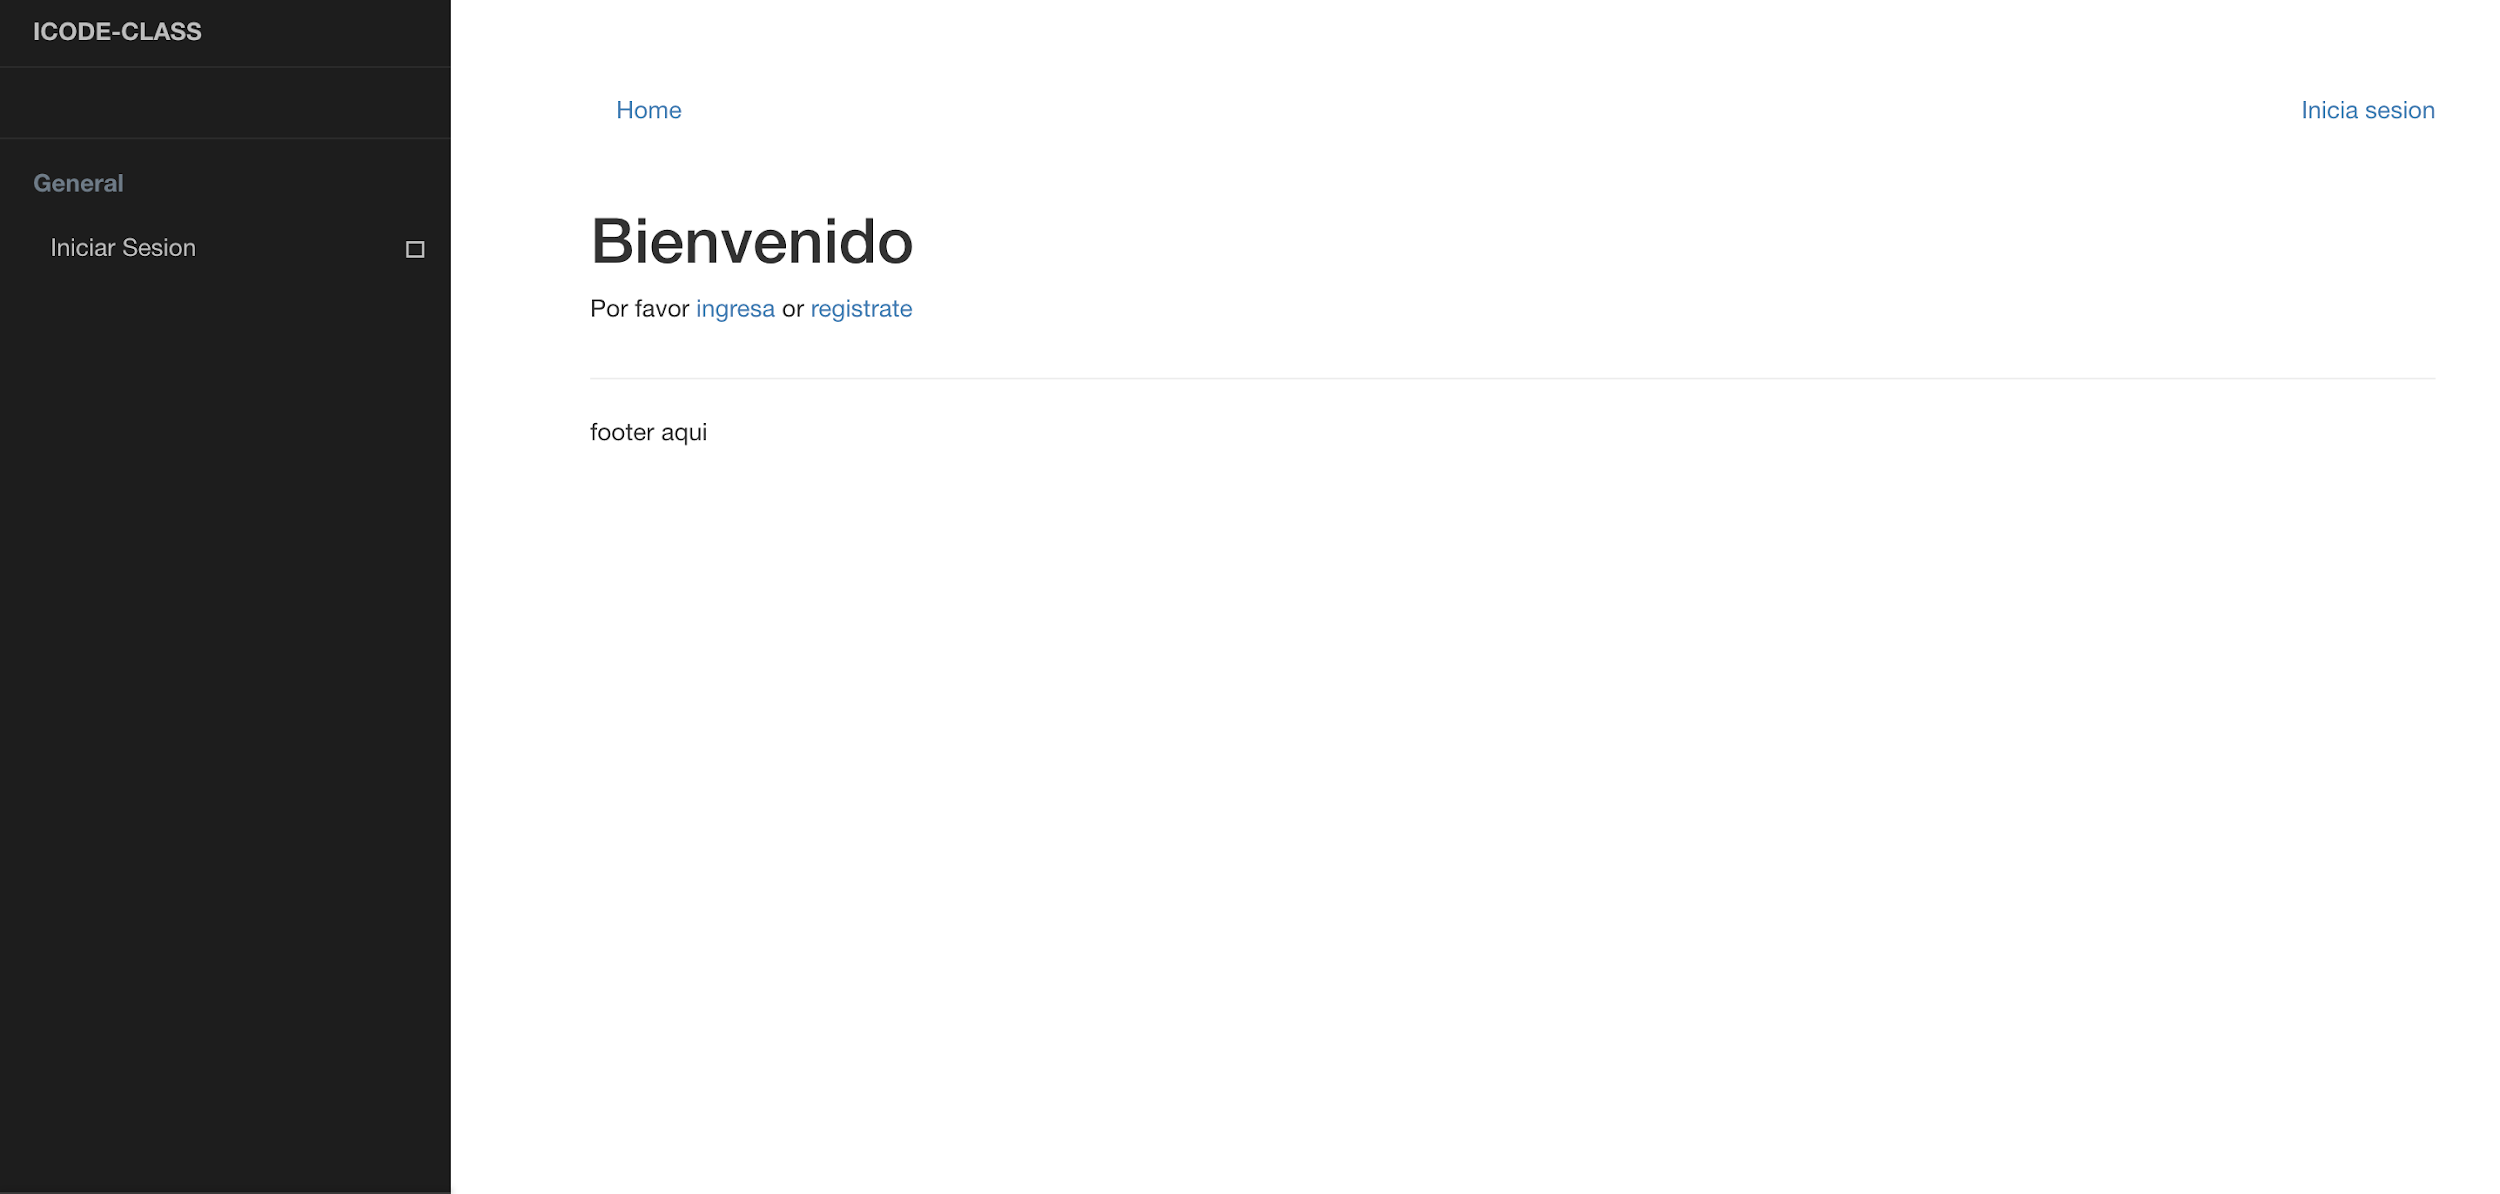 ICODE-CLASS
General
Iniciar Sesion
Home
Inicia sesion
Bienvenido
Por favor ingresa or registrate
footer aqui